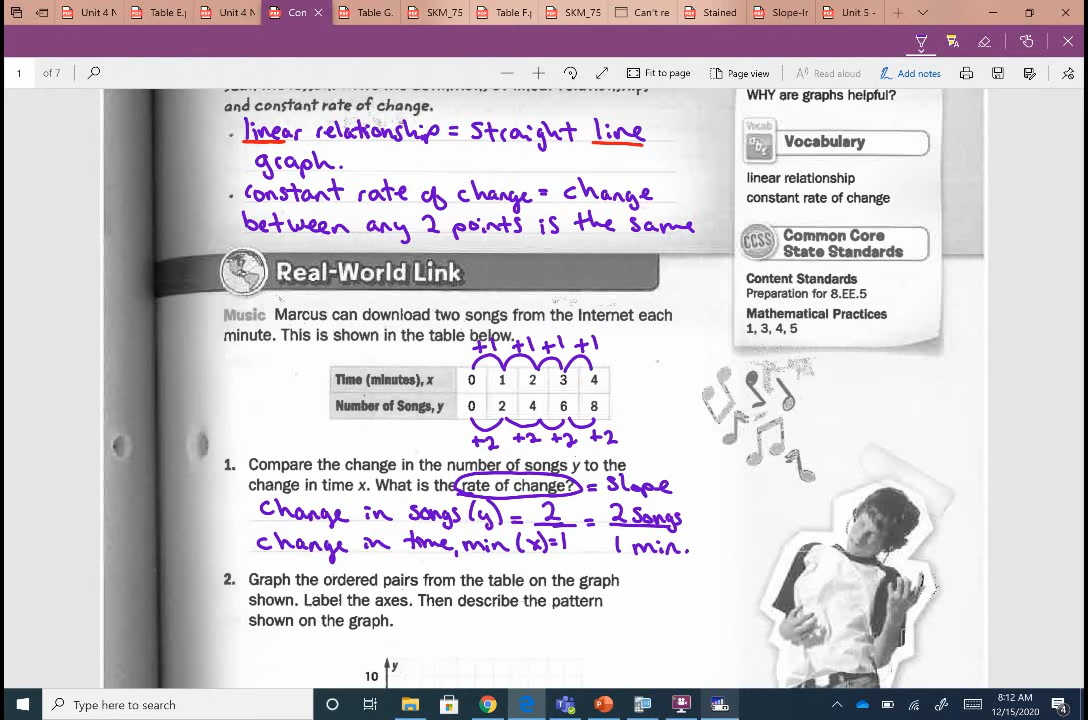 Unit 4 N
Table E.
Unit 4 N
Con
Table G.
SKM_75
Table F.
SKM_75
Can't re
Stained
Slope-Ir
Unit 5 -
1 of 7
Fit to page
Page view
Read aloud
Add notes
and constant rate of change.
· linear relationship = straight line
graph.
· constant rate of change = change
between any 2 points is the same
WHY are graphs helpful?
Vocab
abc
Vocabulary
linear relationship
constant rate of change
CCSS
Common Core
State Standards
Content Standards
Preparation for 8.EE.5
Mathematical Practices
1, 3, 4, 5
Real-World Link
Music Marcus can download two songs from the Internet each
minute. This is shown in the table below.
+1 +1 +1 +1
Time (minutes), x 0 1 2 3 4
Number of Songs, y 0 2 4 6 8
+2 +2 +2 +2
1. Compare the change in the number of songs y to the
change in time x. What is the rate of change? = slope
change in songs (y) = 2 = 2 songs
change in time, min (x) = 1 1 min.
2. Graph the ordered pairs from the table on the graph
shown. Label the axes. Then describe the pattern
shown on the graph.
10 y
Type here to search
8:12 AM
12/15/2020
4